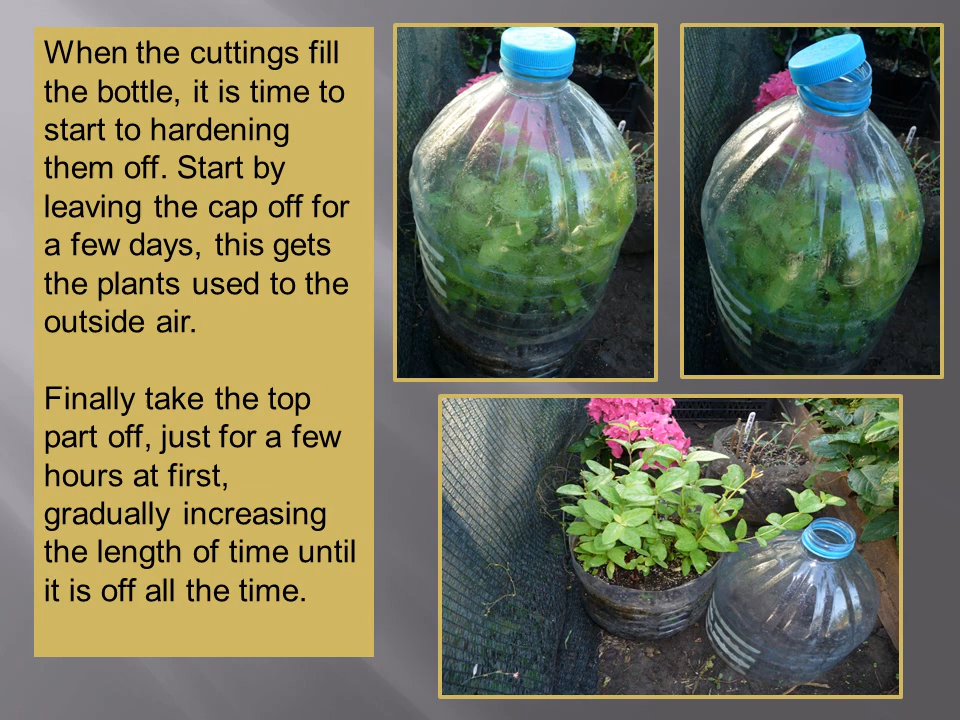 When the cuttings fill
the bottle, it is time to
start to hardening
them off. Start by
leaving the cap off for
a few days, this gets
the plants used to the
outside air.
Finally take the top
part off, just for a few
hours at first,
gradually increasing
the length of time until
it is off all the time.